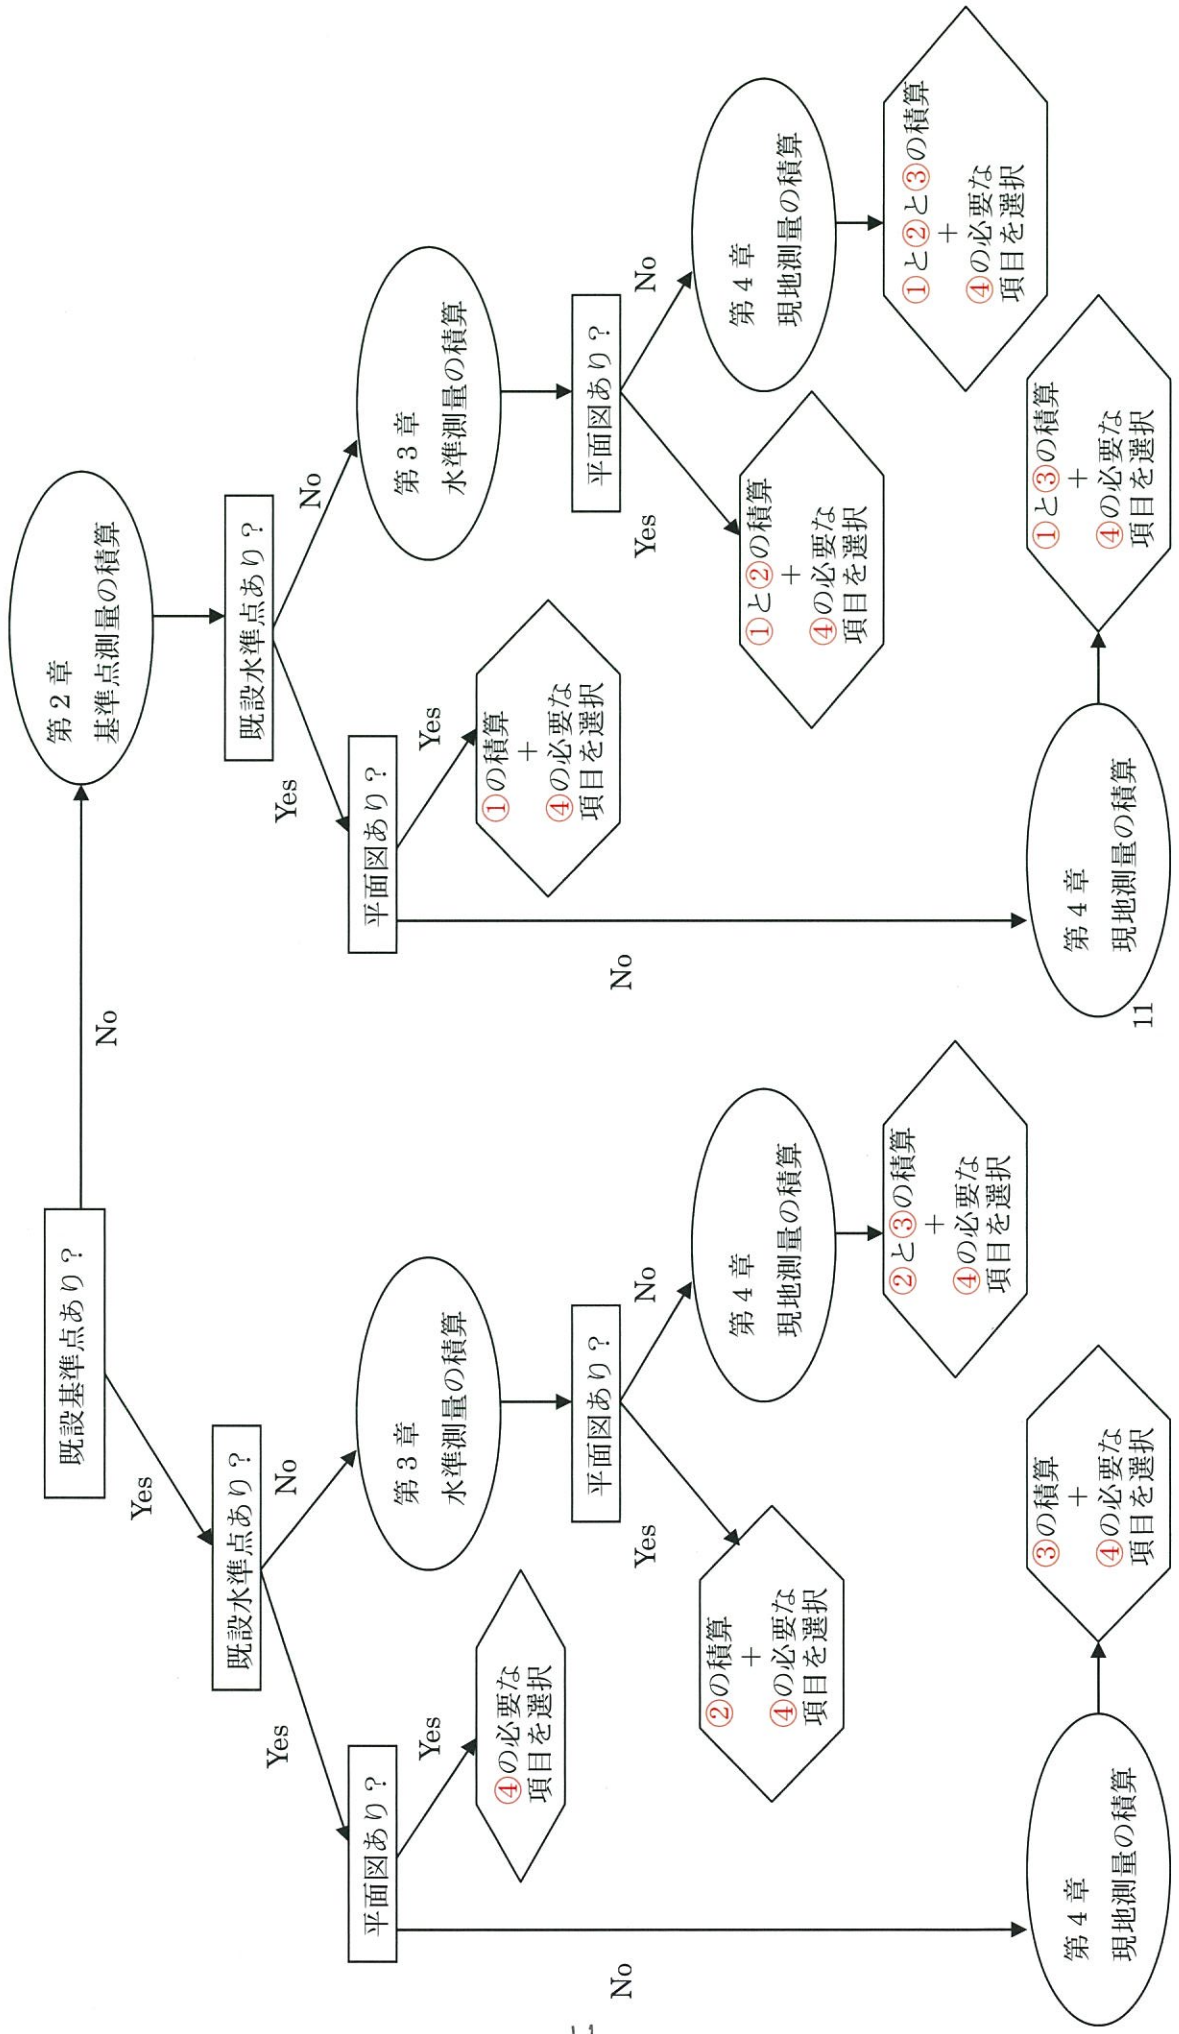 既設基準点あり？
Yes
No
既設水準点あり？
Yes
No
平面図あり？
Yes
No
④の必要な
項目を選択
第３章
水準測量の積算
平面図あり？
Yes
No
②の積算
＋
④の必要な
項目を選択
第４章
現地測量の積算
②と③の積算
＋
④の必要な
項目を選択
第４章
現地測量の積算
③の積算
＋
④の必要な
項目を選択
第２章
基準点測量の積算
既設水準点あり？
Yes
No
平面図あり？
Yes
No
①の積算
＋
④の必要な
項目を選択
第３章
水準測量の積算
平面図あり？
Yes
No
①と②の積算
＋
④の必要な
項目を選択
第４章
現地測量の積算
①と②と③の積算
＋
④の必要な
項目を選択
第４章
現地測量の積算
①と③の積算
＋
④の必要な
項目を選択
11